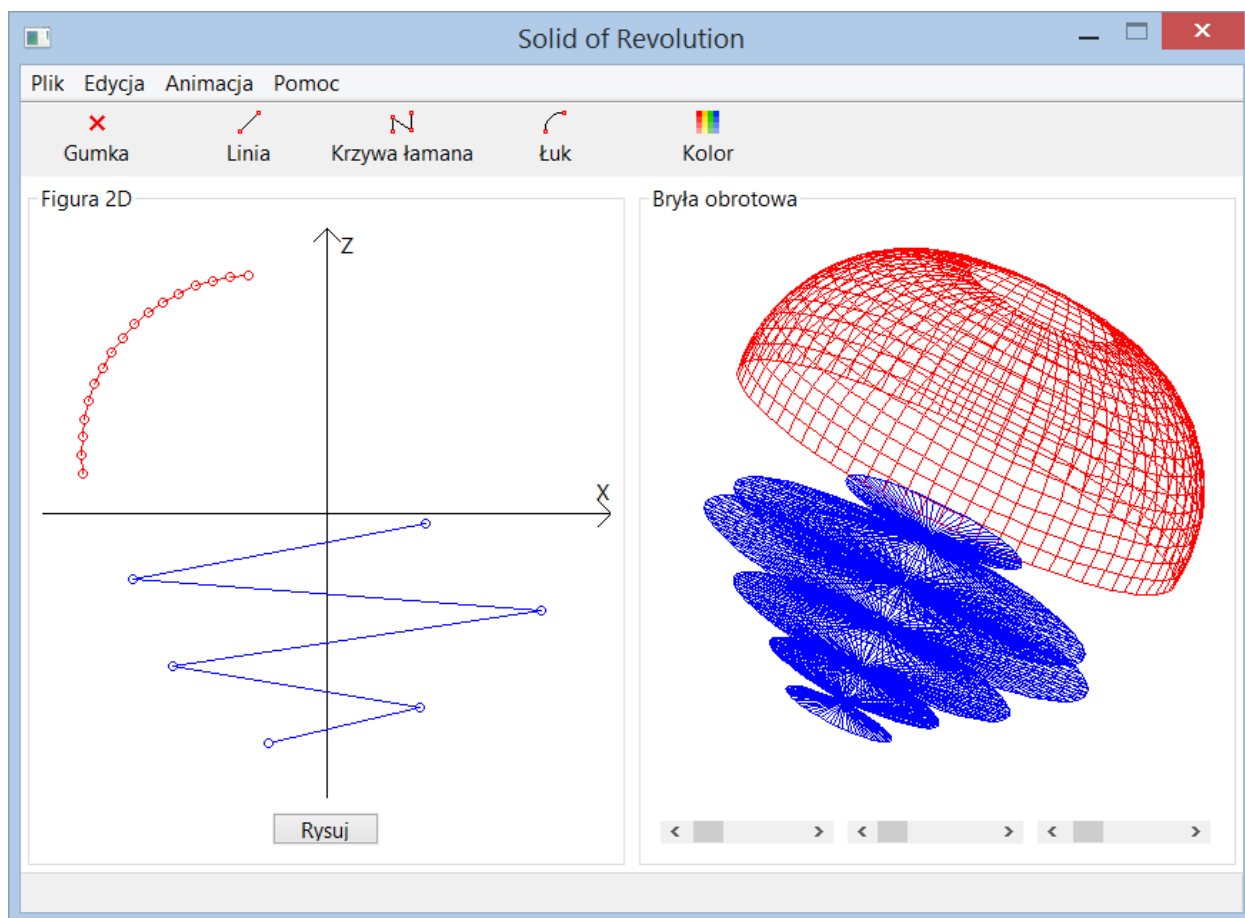 Solid of Revolution
Plik Edycja Animacja Pomoc
Gumka Linia Krzywa łamana Łuk Kolor
Figura 2D
Z
X
Rysuj
Bryła obrotowa